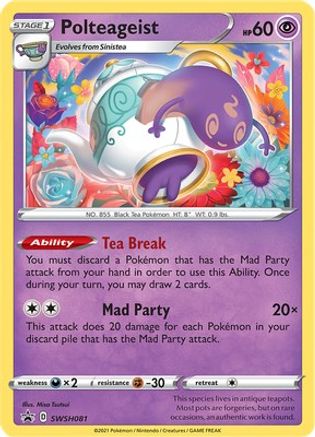 STAGE 1 Polteageist HP 60
Evolves from Sinistea
NO. 855 Black Tea Pokémon HT: 8" WT: 0.9 lbs.
Ability Tea Break
You must discard a Pokémon that has the Mad Party
attack from your hand in order to use this Ability. Once
during your turn, you may draw 2 cards.
Mad Party 20×
This attack does 20 damage for each Pokémon in your
discard pile that has the Mad Party attack.
weakness ×2 resistance -30 retreat
Illus. Misa Tsutsui
D SWSH081
This species lives in antique teapots.
Most pots are forgeries, but on rare
occasions, an authentic work is found.
©2021 Pokémon / Nintendo / Creatures / GAME FREAK